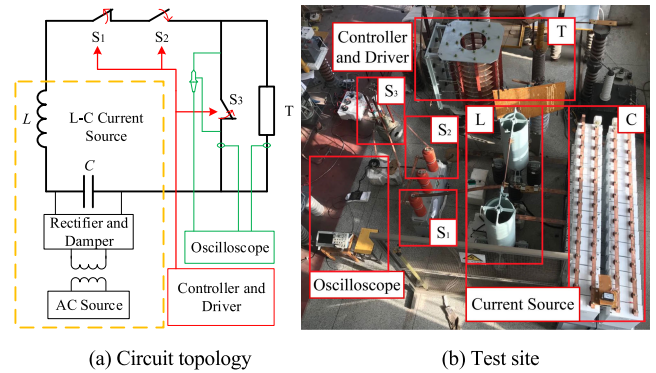 S1
S2
S3
L
L-C Current
Source
T
C
Rectifier and
Damper
Oscilloscope
AC Source
Controller and
Driver
(a) Circuit topology
Controller
and Driver
T
S3
S2
L
C
S1
Oscilloscope
Current Source
(b) Test site